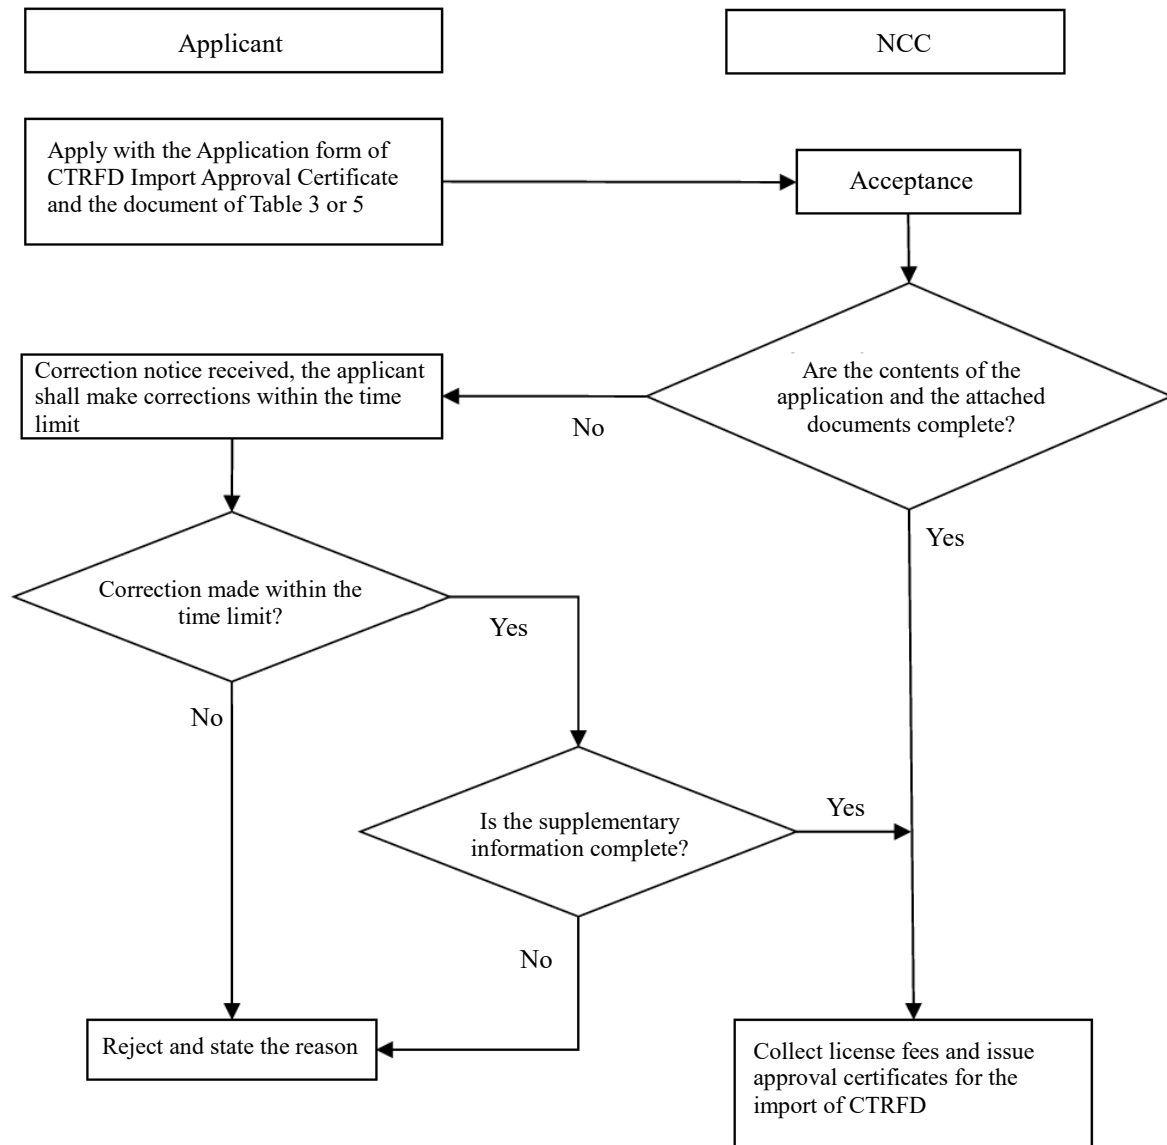 Applicant
NCC
Apply with the Application form of
CTRFD Import Approval Certificate
and the document of Table 3 or 5
Acceptance
Are the contents of the
application and the attached
documents complete?
No
Yes
Correction notice received, the applicant
shall make corrections within the time
limit
Correction made within the
time limit?
Yes
No
Is the supplementary
information complete?
Yes
No
Reject and state the reason
Collect license fees and issue
approval certificates for the
import of CTRFD